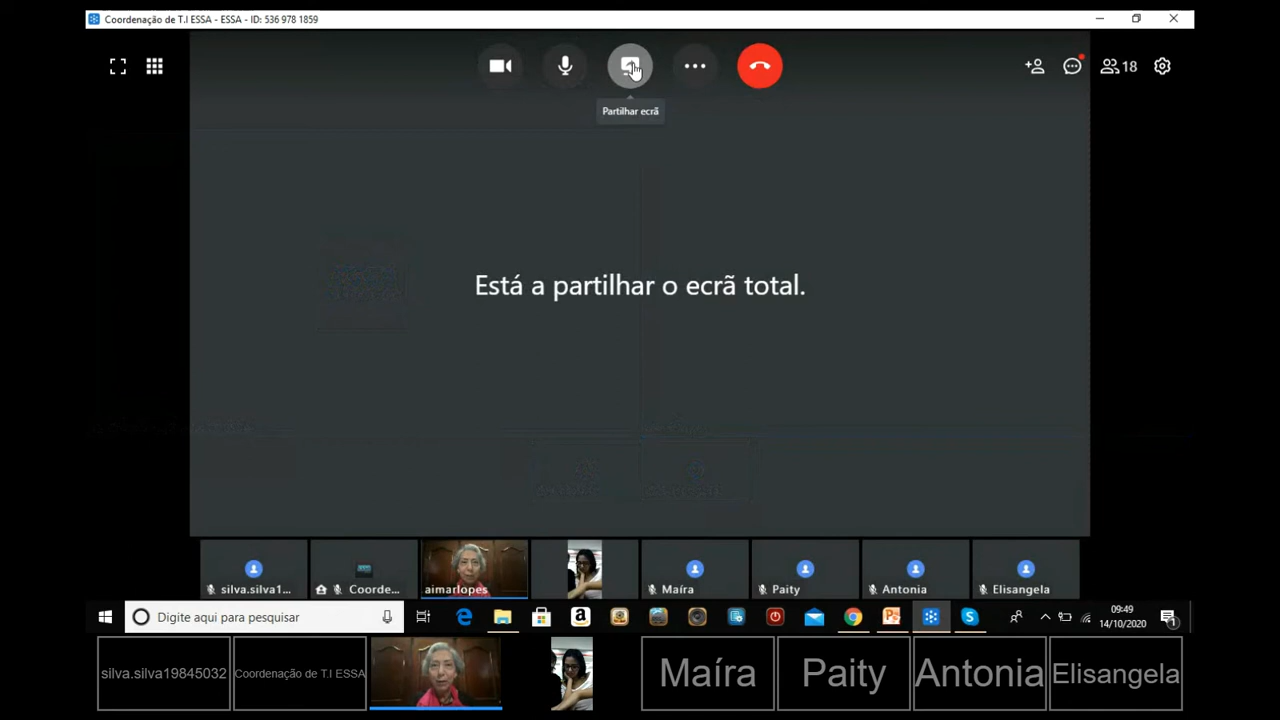 Coordenação de T.I ESSA - ESSA - ID: 536 978 1859
18
Partilhar ecrã
Está a partilhar o ecrã total.
silva.silva1...
Coorde...
aimarlopes
Maíra
Paity
Antonia
Elisangela
Digite aqui para pesquisar
09:49
14/10/2020
1
silva.silva19845032
Coordenação de T.I ESSA
Maíra
Paity
Antonia
Elisangela